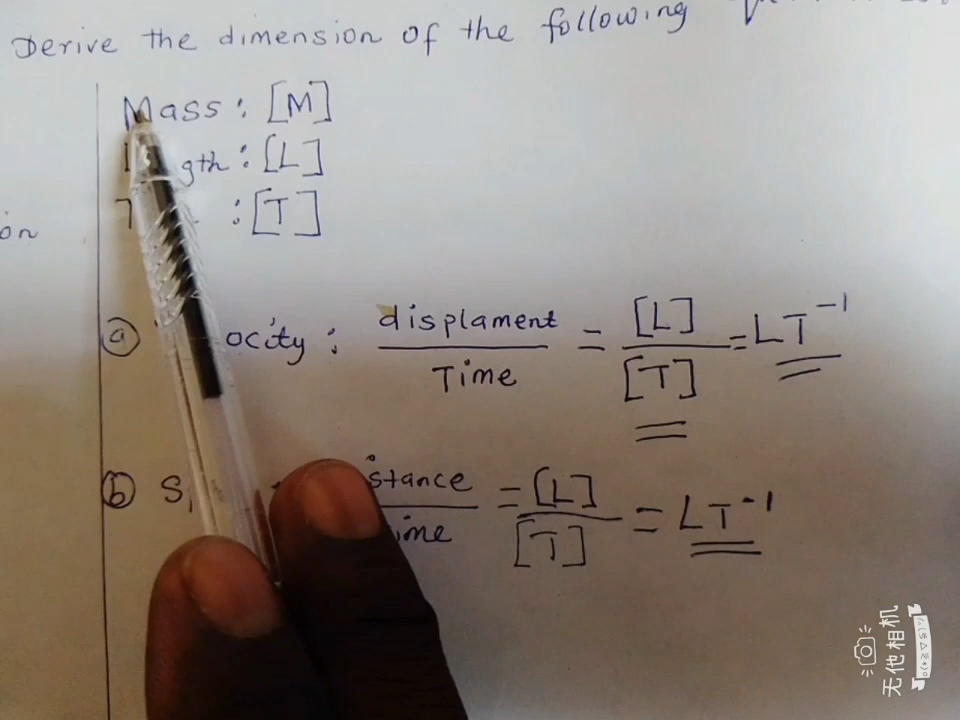 Derive the dimension of the following
Mass : [M]
gth : [L]
T : [T]
on
(a) ocity : displament / Time = [L] / [T] = LT⁻¹
(b) S stance / ime = [L] / [T] = LT⁻¹
无他相机